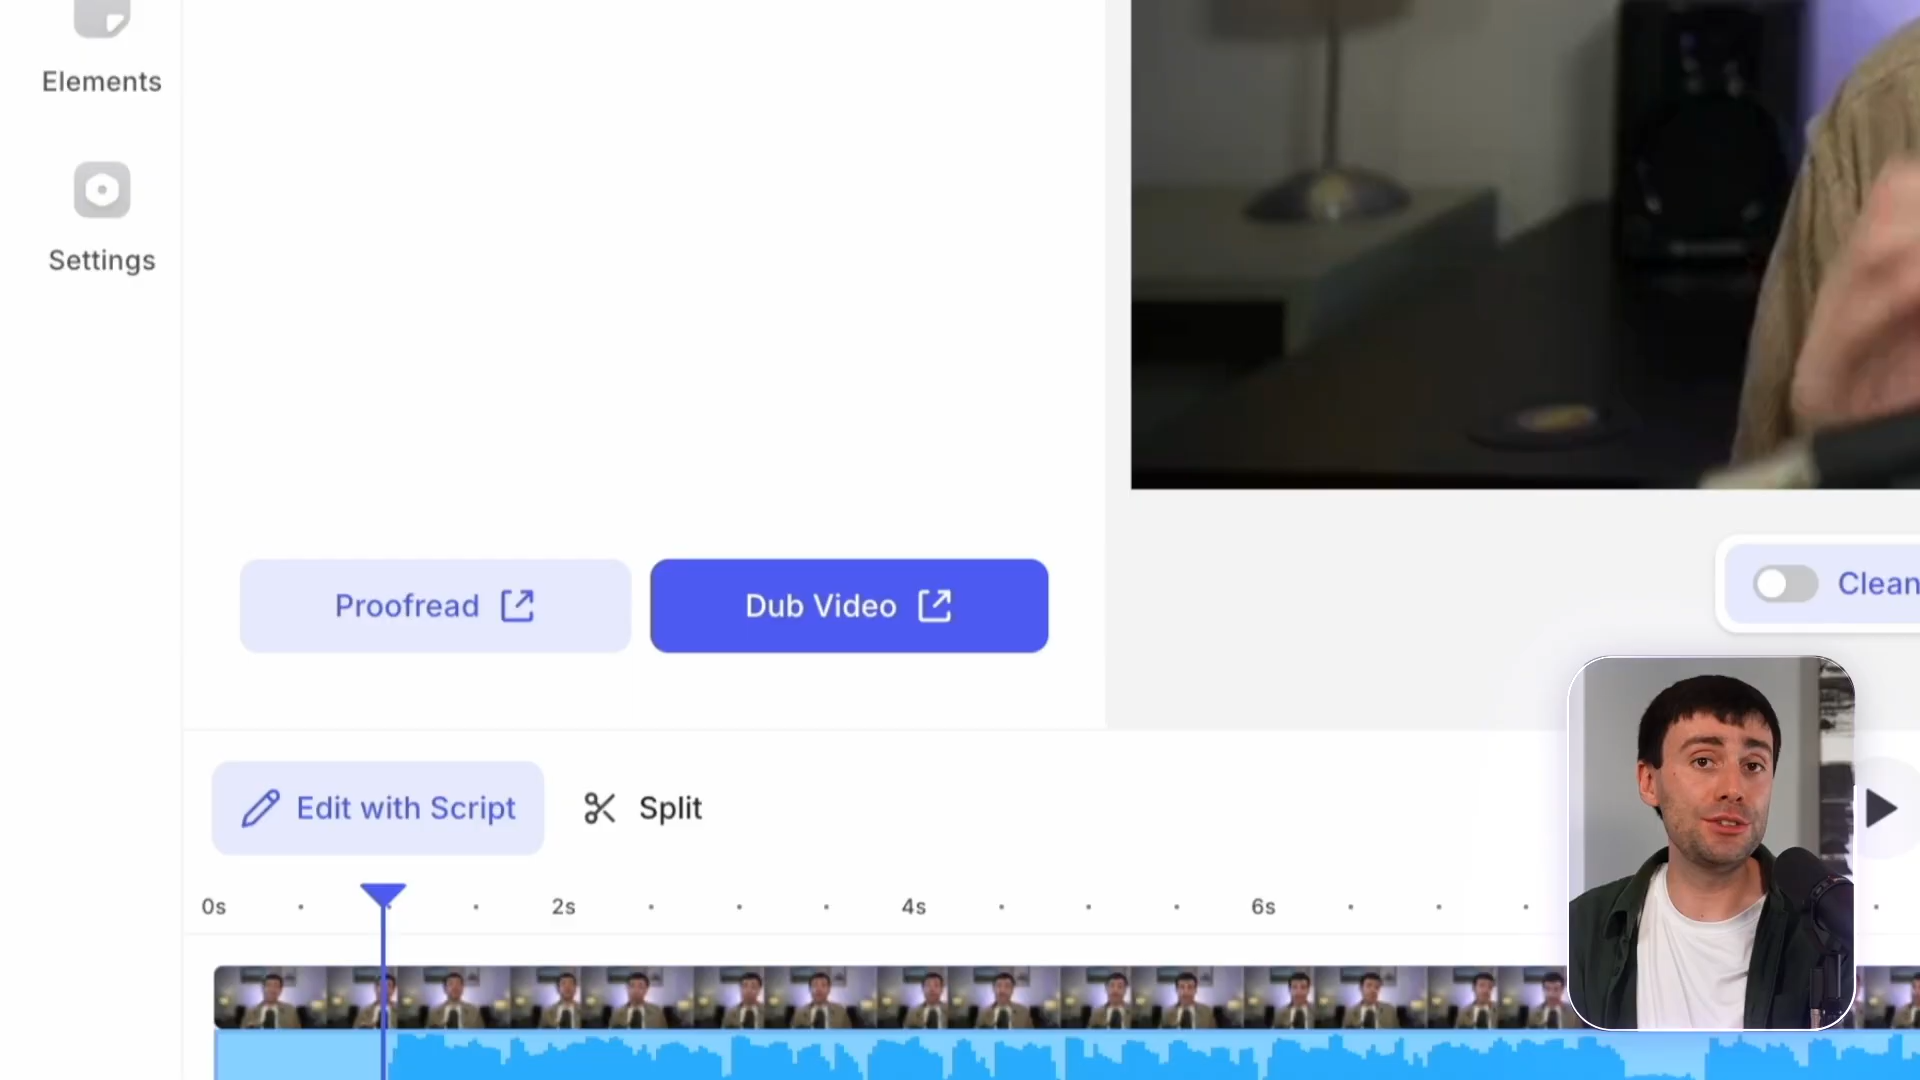 Elements
Settings
Proofread
Dub Video
Clean
Edit with Script
Split
0s
2s
4s
6s